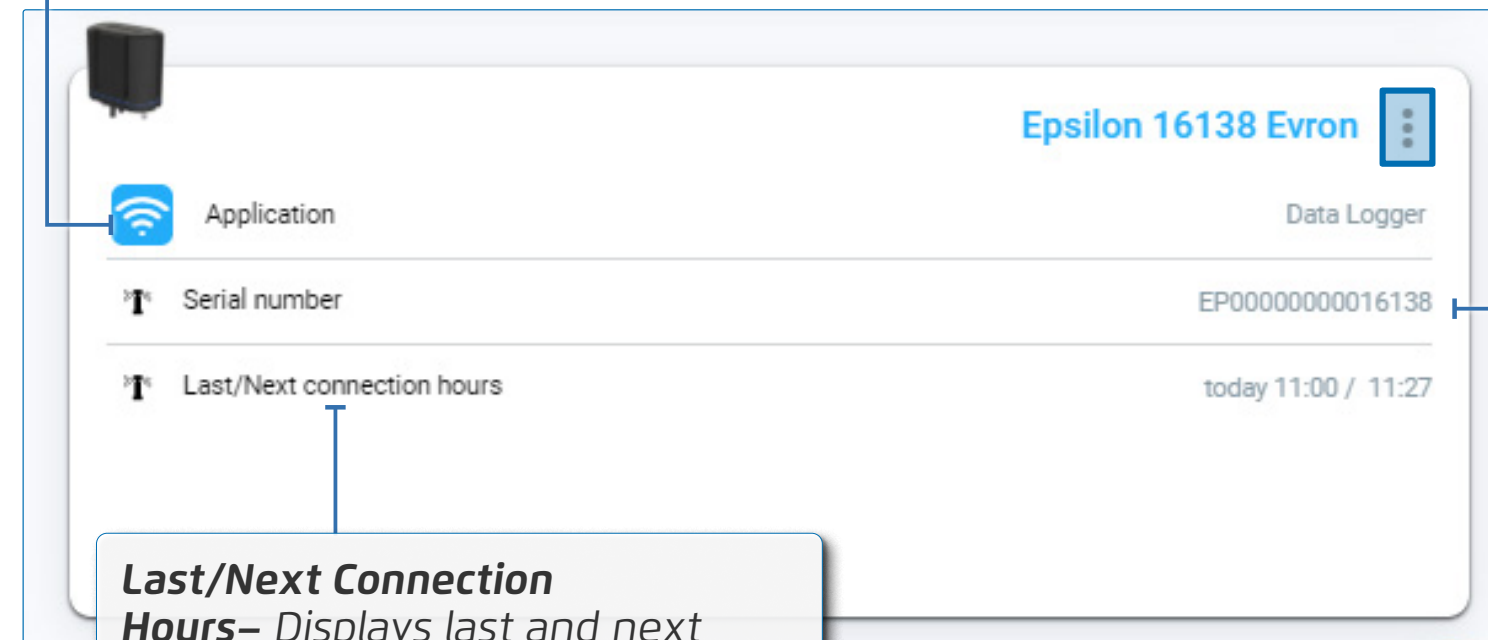 Epsilon 16138 Evron
Application Data Logger
Serial number EP00000000016138
Last/Next connection hours today 11:00 / 11:27
Last/Next Connection
Hours– Displays last and next